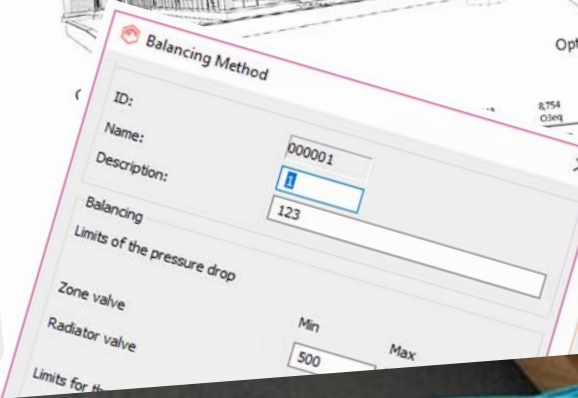 Opt
8,754
O3eq
Balancing Method
ID:
000001
Name:
1
Description:
123
Balancing
Limits of the pressure drop
Min
Max
Zone valve
500
Radiator valve
Limits for th